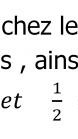 chez le
s , ains
et 1/2